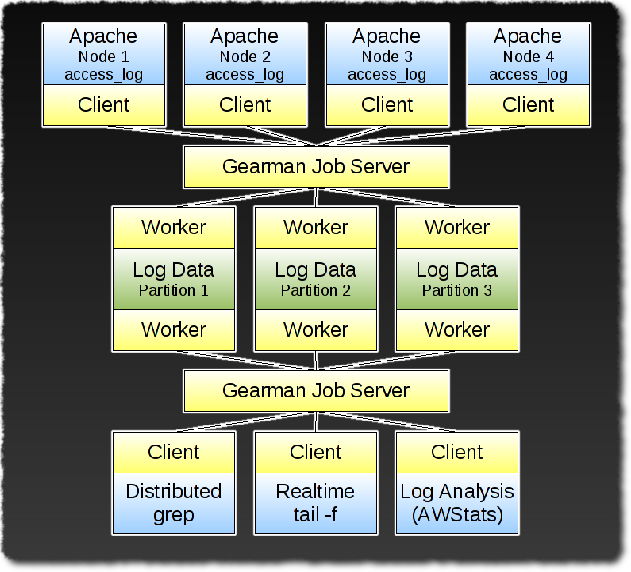 Apache
Node 1
access_log
Client
Apache
Node 2
access_log
Client
Apache
Node 3
access_log
Client
Apache
Node 4
access_log
Client
Gearman Job Server
Worker
Log Data
Partition 1
Worker
Worker
Log Data
Partition 2
Worker
Worker
Log Data
Partition 3
Worker
Gearman Job Server
Client
Distributed
grep
Client
Realtime
tail -f
Client
Log Analysis
(AWStats)